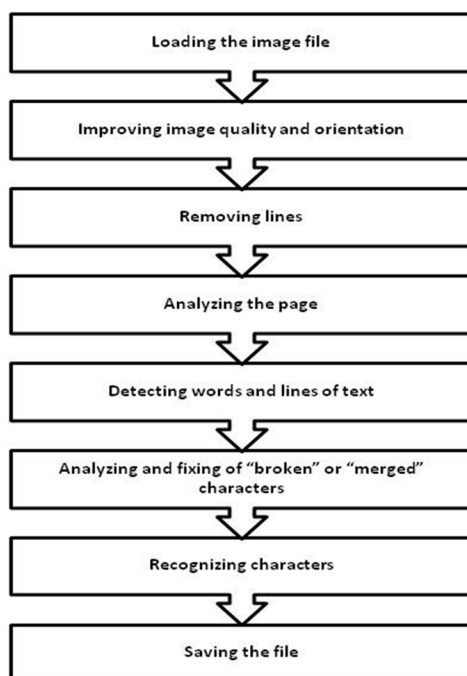 Loading the image file
Improving image quality and orientation
Removing lines
Analyzing the page
Detecting words and lines of text
Analyzing and fixing of “broken” or “merged”
characters
Recognizing characters
Saving the file